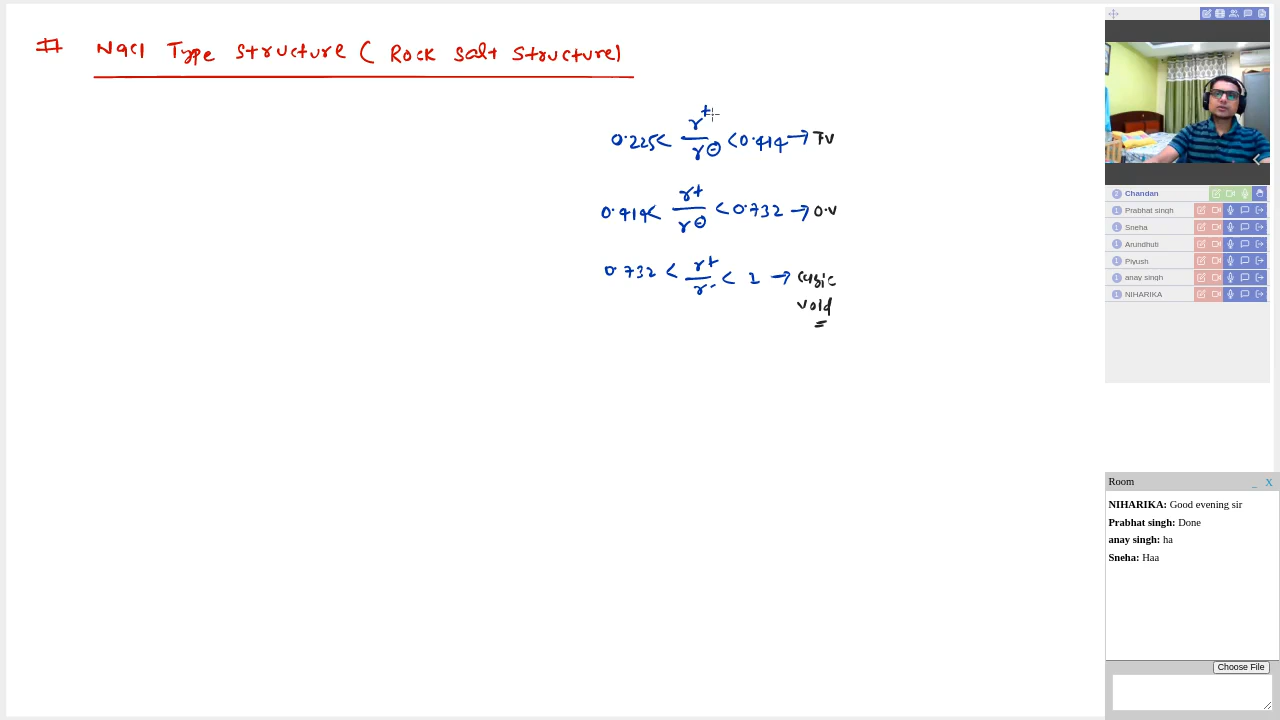 # NaCl Type Structure ( Rock Salt Structure)
0.225< r+ / r⊖ <0.414→TV
0.414< r+ / r⊖ <0.732 →O.V
0.732 < r+ / r- < 1 → Cubic
void
Chandan
Prabhat singh
Sneha
Arundhuti
Piyush
anay singh
NIHARIKA
Room _ X
NIHARIKA: Good evening sir
Prabhat singh: Done
anay singh: ha
Sneha: Haa
Choose File